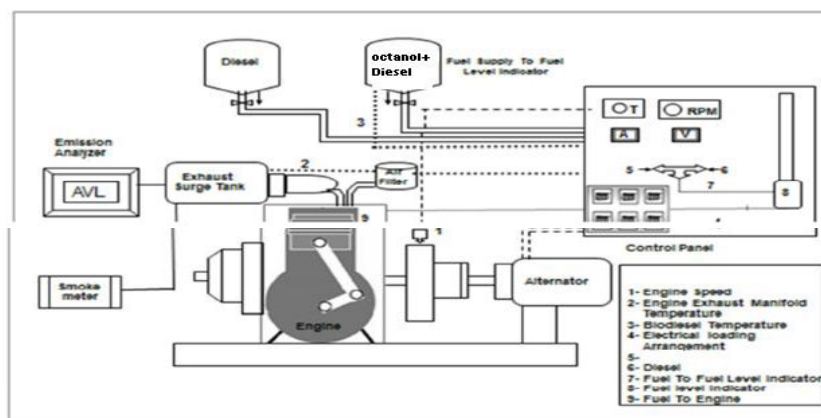 Diesel
octanol+
Diesel
Fuel Supply To Fuel
Level Indicator
T
RPM
A
V
3
Emission
Analyzer
AVL
Exhaust
Surge Tank
2
Air
Filter
5
6
7
8
9
1
Control Panel
Smoke
meter
Engine
Alternator
1- Engine Speed
2- Engine Exhaust Manifold
Temperature
3- Biodiesel Temperature
4- Electrical loading
Arrangement
5-
6- Diesel
7- Fuel To Fuel Level Indicator
8- Fuel level Indicator
9- Fuel To Engine